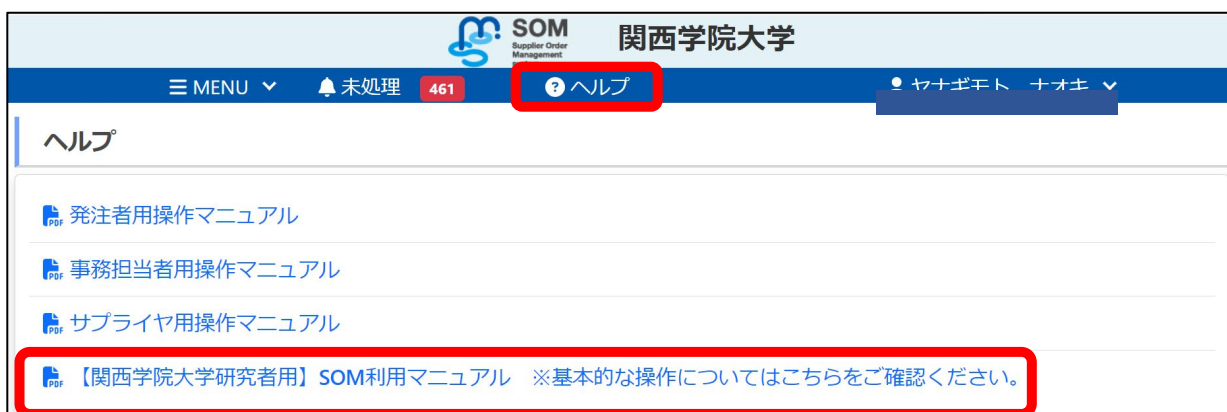 SOM
Supplier Order
Management
関西学院大学
MENU 未処理 461 ヘルプ
ヘルプ
発注者用操作マニュアル
事務担当者用操作マニュアル
サプライヤ用操作マニュアル
【関西学院大学研究者用】SOM利用マニュアル ※基本的な操作についてはこちらをご確認ください。